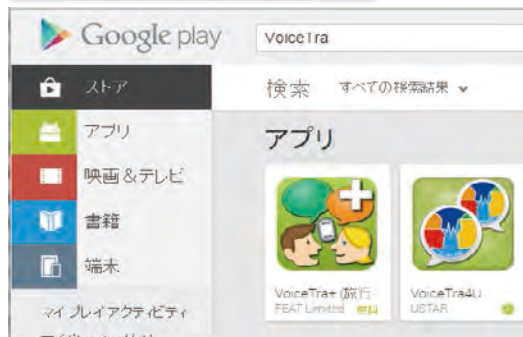 Google play
VoiceTra
ストア
検索 すべての検索結果
アプリ
アプリ
映画&テレビ
書籍
端末
VoiceTra+ (旅行
FEAT Limited 無料
VoiceTra4U
USTAR
マイ プレイアクティビティ